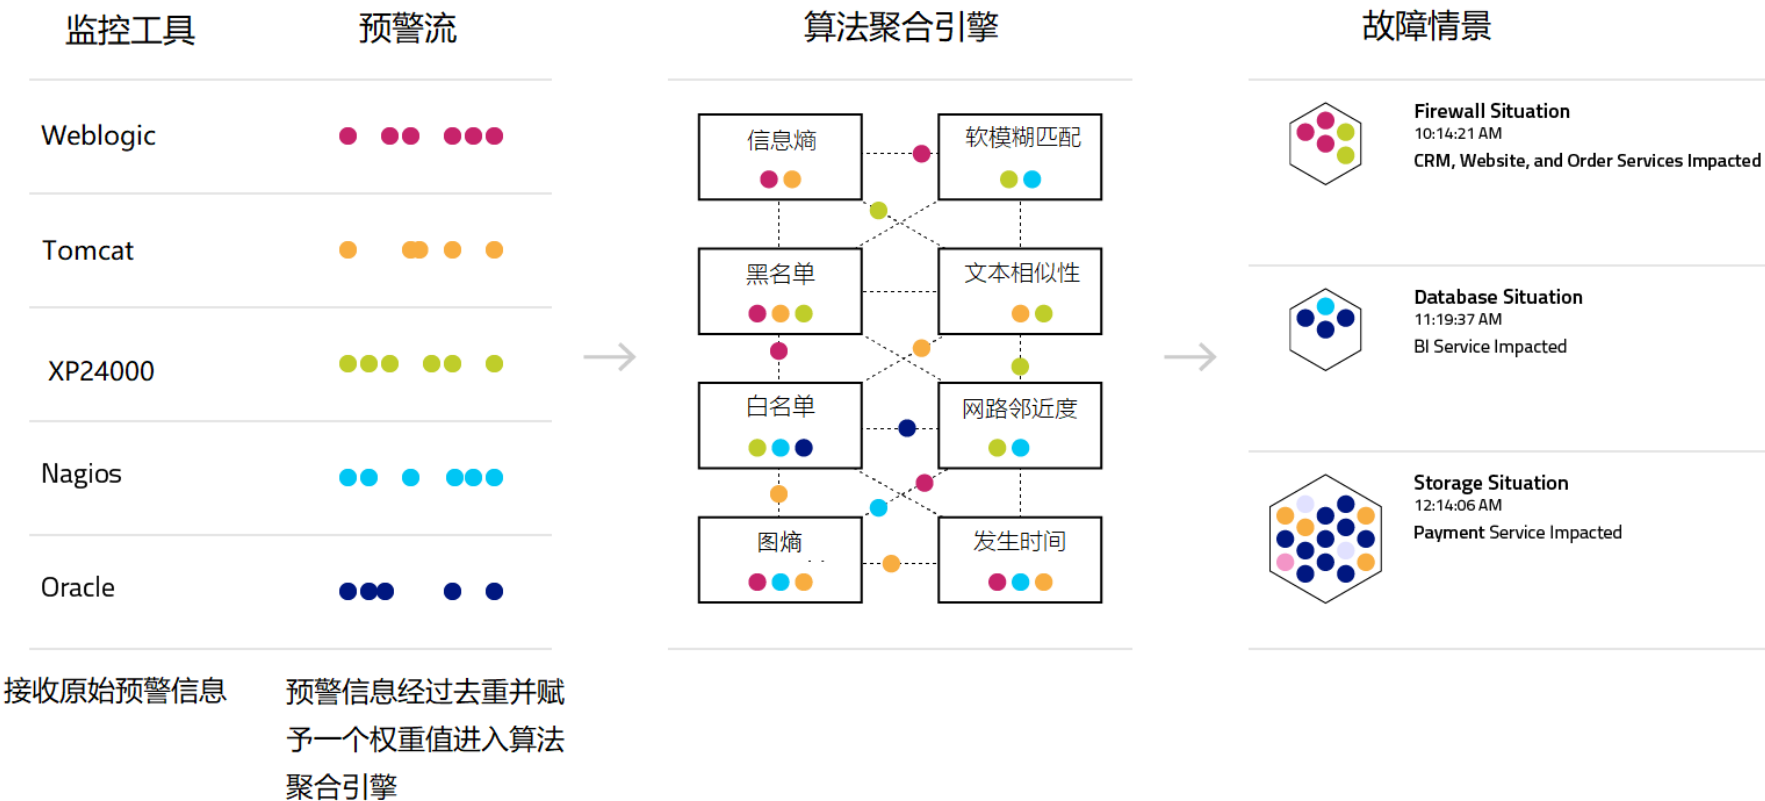 监控工具
预警流
算法聚合引擎
故障情景
Weblogic
Tomcat
XP24000
Nagios
Oracle
接收原始预警信息
预警信息经过去重并赋
予一个权重值进入算法
聚合引擎
信息熵
软模糊匹配
黑名单
文本相似性
白名单
网路邻近度
图熵
发生时间
Firewall Situation
10:14:21 AM
CRM, Website, and Order Services Impacted
Database Situation
11:19:37 AM
BI Service Impacted
Storage Situation
12:14:06 AM
Payment Service Impacted